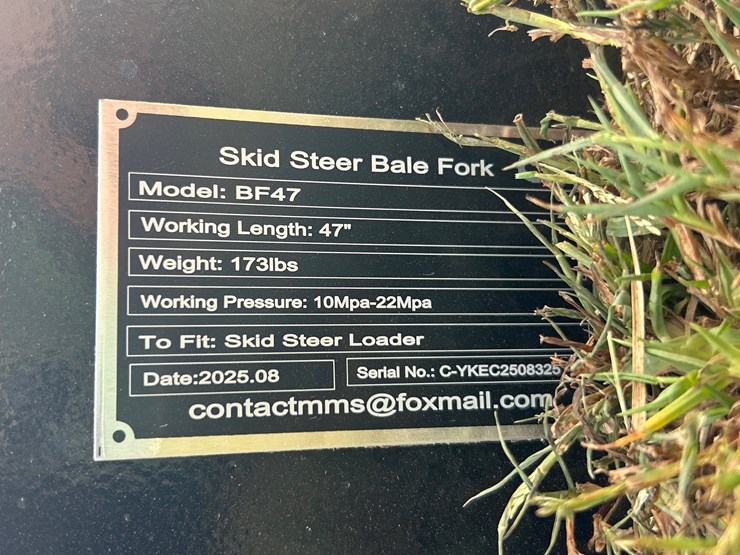 Skid Steer Bale Fork
Model: BF47
Working Length: 47"
Weight: 173lbs
Working Pressure: 10Mpa-22Mpa
To Fit: Skid Steer Loader
Date:2025.08
Serial No.: C-YKEC2508325
contactmms@foxmail.com